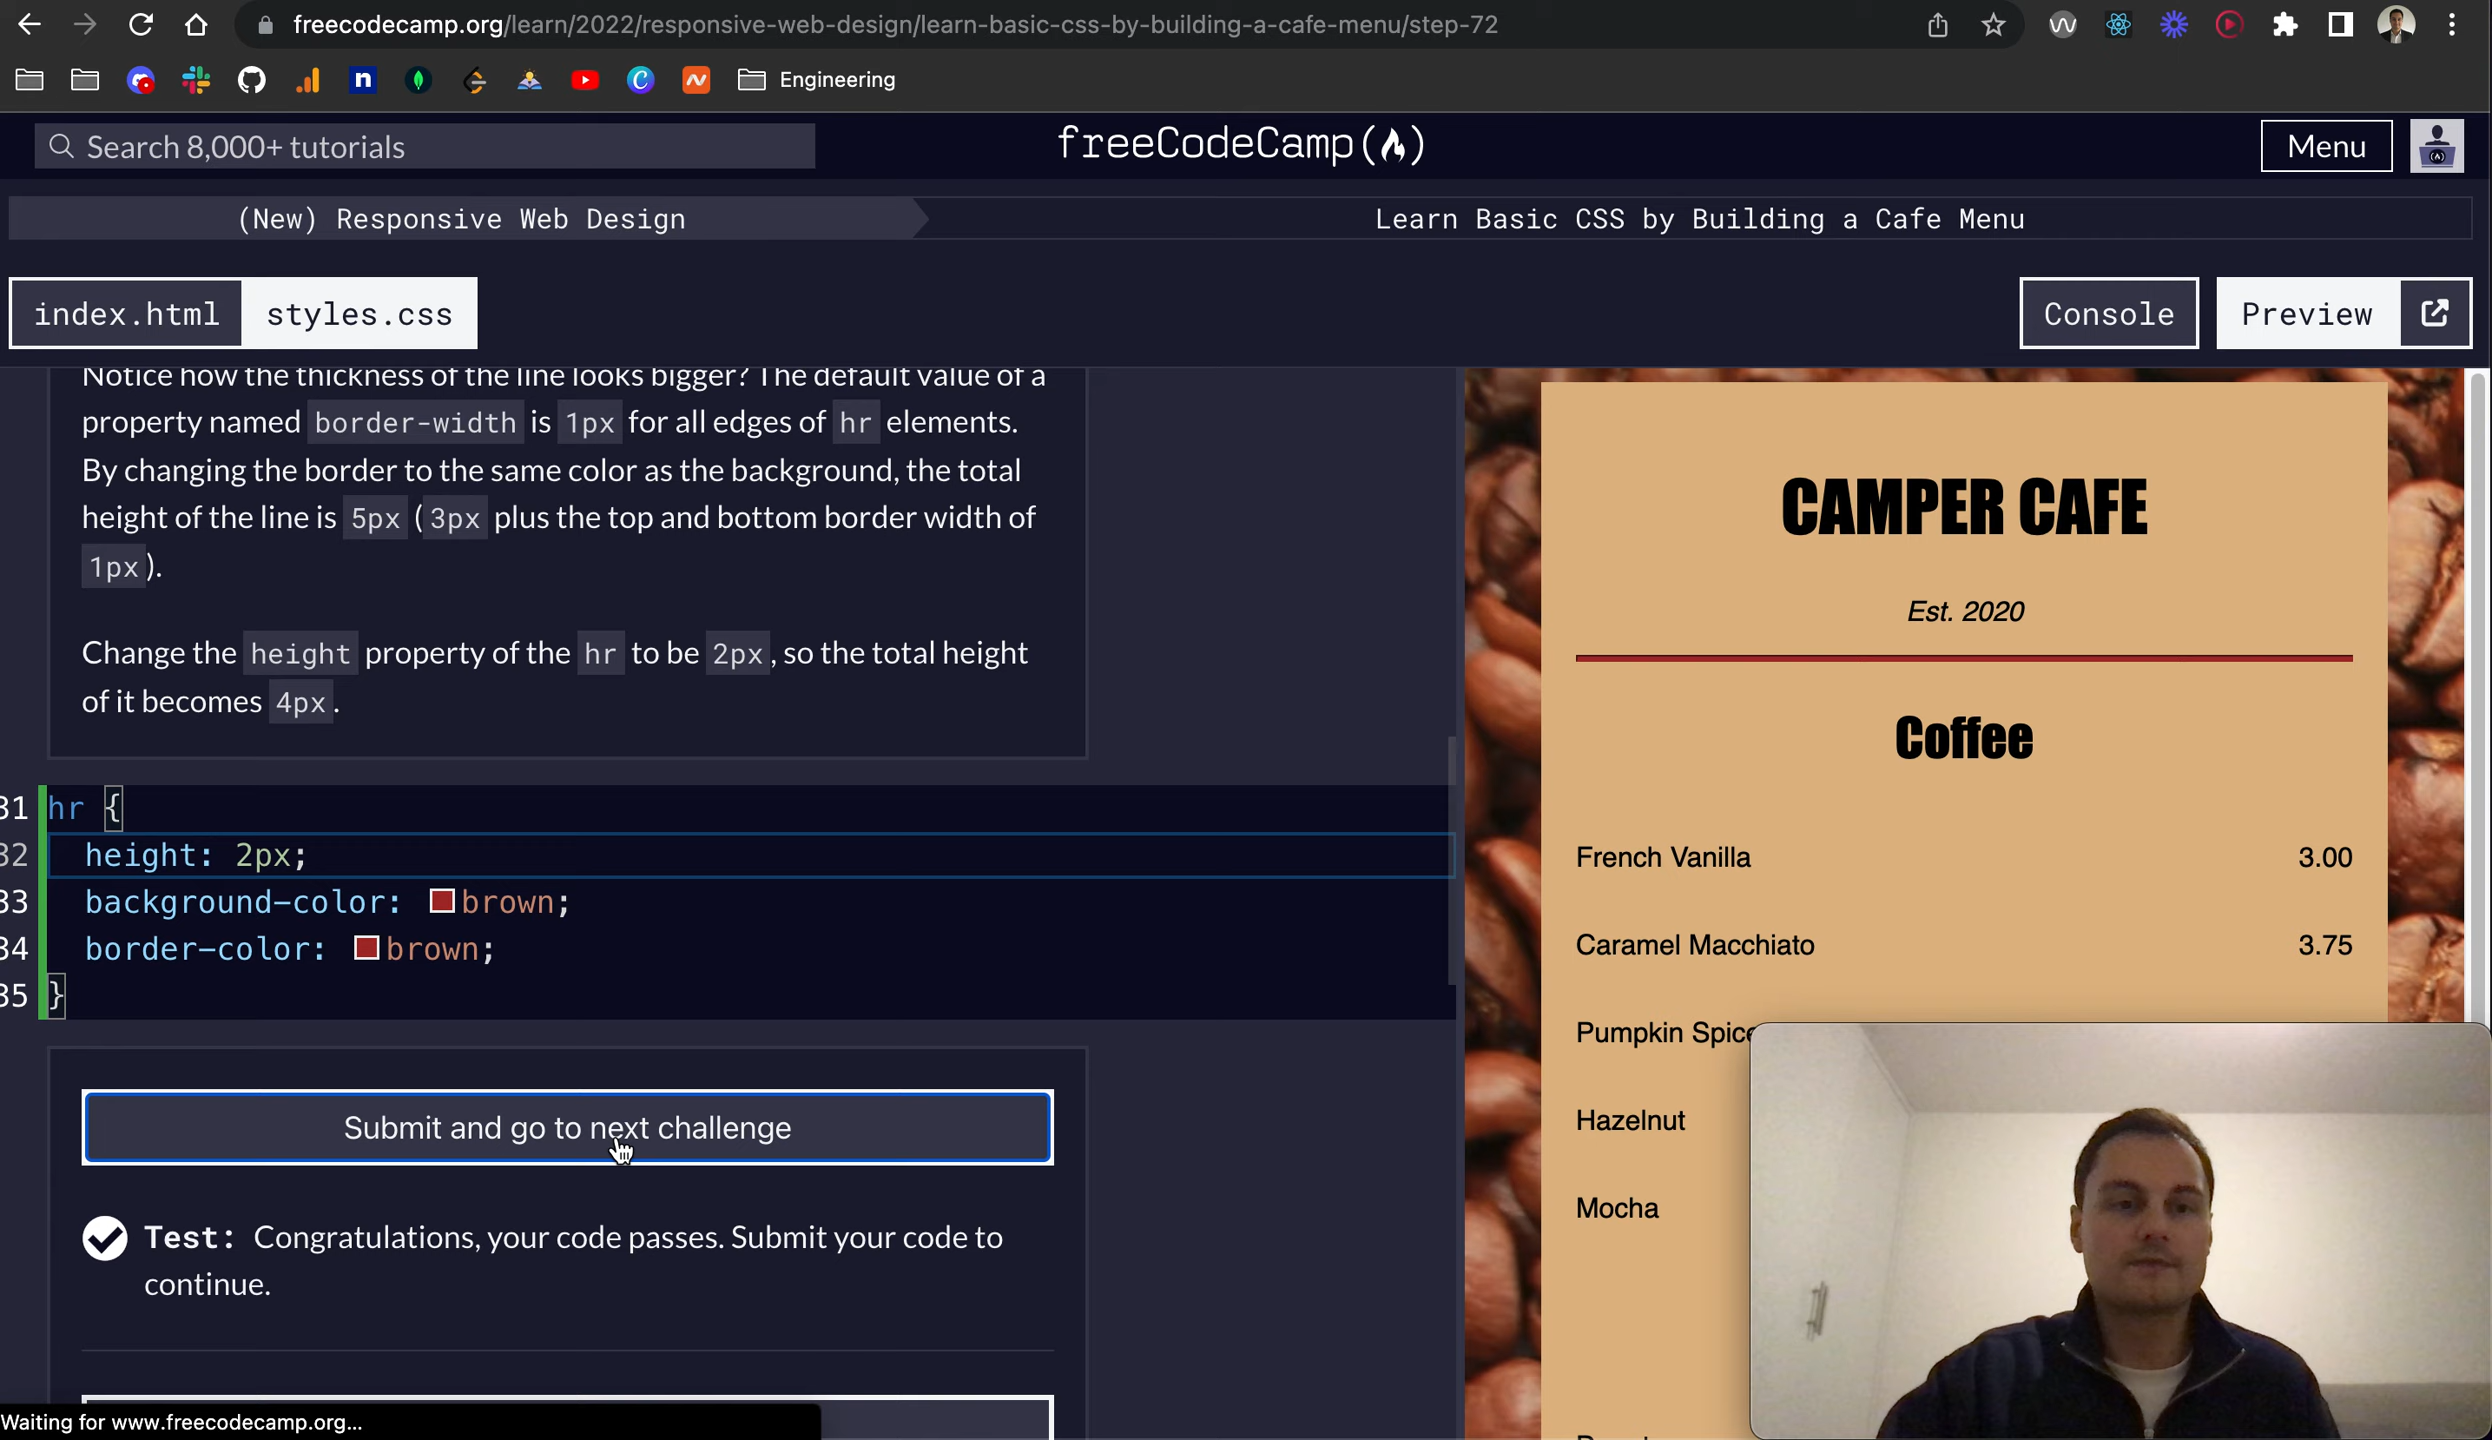 freecodecamp.org/learn/2022/responsive-web-design/learn-basic-css-by-building-a-cafe-menu/step-72
Engineering
Search 8,000+ tutorials
freeCodeCamp
Menu
(New) Responsive Web Design
Learn Basic CSS by Building a Cafe Menu
index.html
styles.css
Console
Preview
Notice how the thickness of the line looks bigger? The default value of a
property named border-width is 1px for all edges of hr elements.
By changing the border to the same color as the background, the total
height of the line is 5px (3px plus the top and bottom border width of
1px).
Change the height property of the hr to be 2px, so the total height
of it becomes 4px.
31 hr {
32 height: 2px;
33 background-color: brown;
34 border-color: brown;
35 }
Submit and go to next challenge
Test: Congratulations, your code passes. Submit your code to
continue.
Waiting for www.freecodecamp.org...
CAMPER CAFE
Est. 2020
Coffee
French Vanilla 3.00
Caramel Macchiato 3.75
Pumpkin Spice
Hazelnut
Mocha